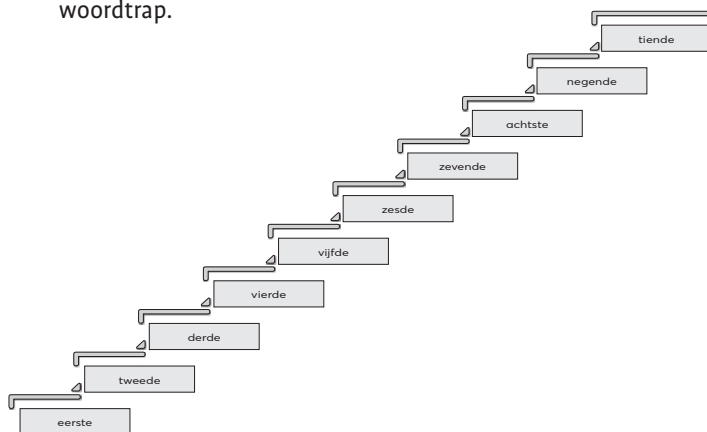 woordtrap.
tiende
negende
achtste
zevende
zesde
vijfde
vierde
derde
tweede
eerste